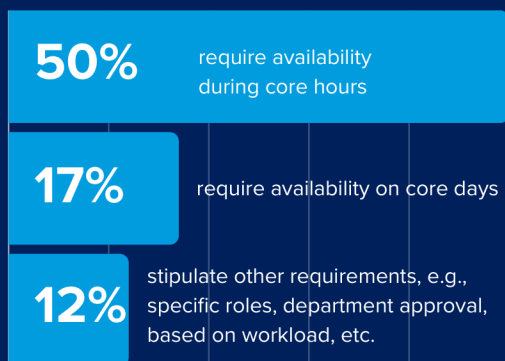 50%
require availability
during core hours
17%
require availability on core days
12%
stipulate other requirements, e.g.,
specific roles, department approval,
based on workload, etc.